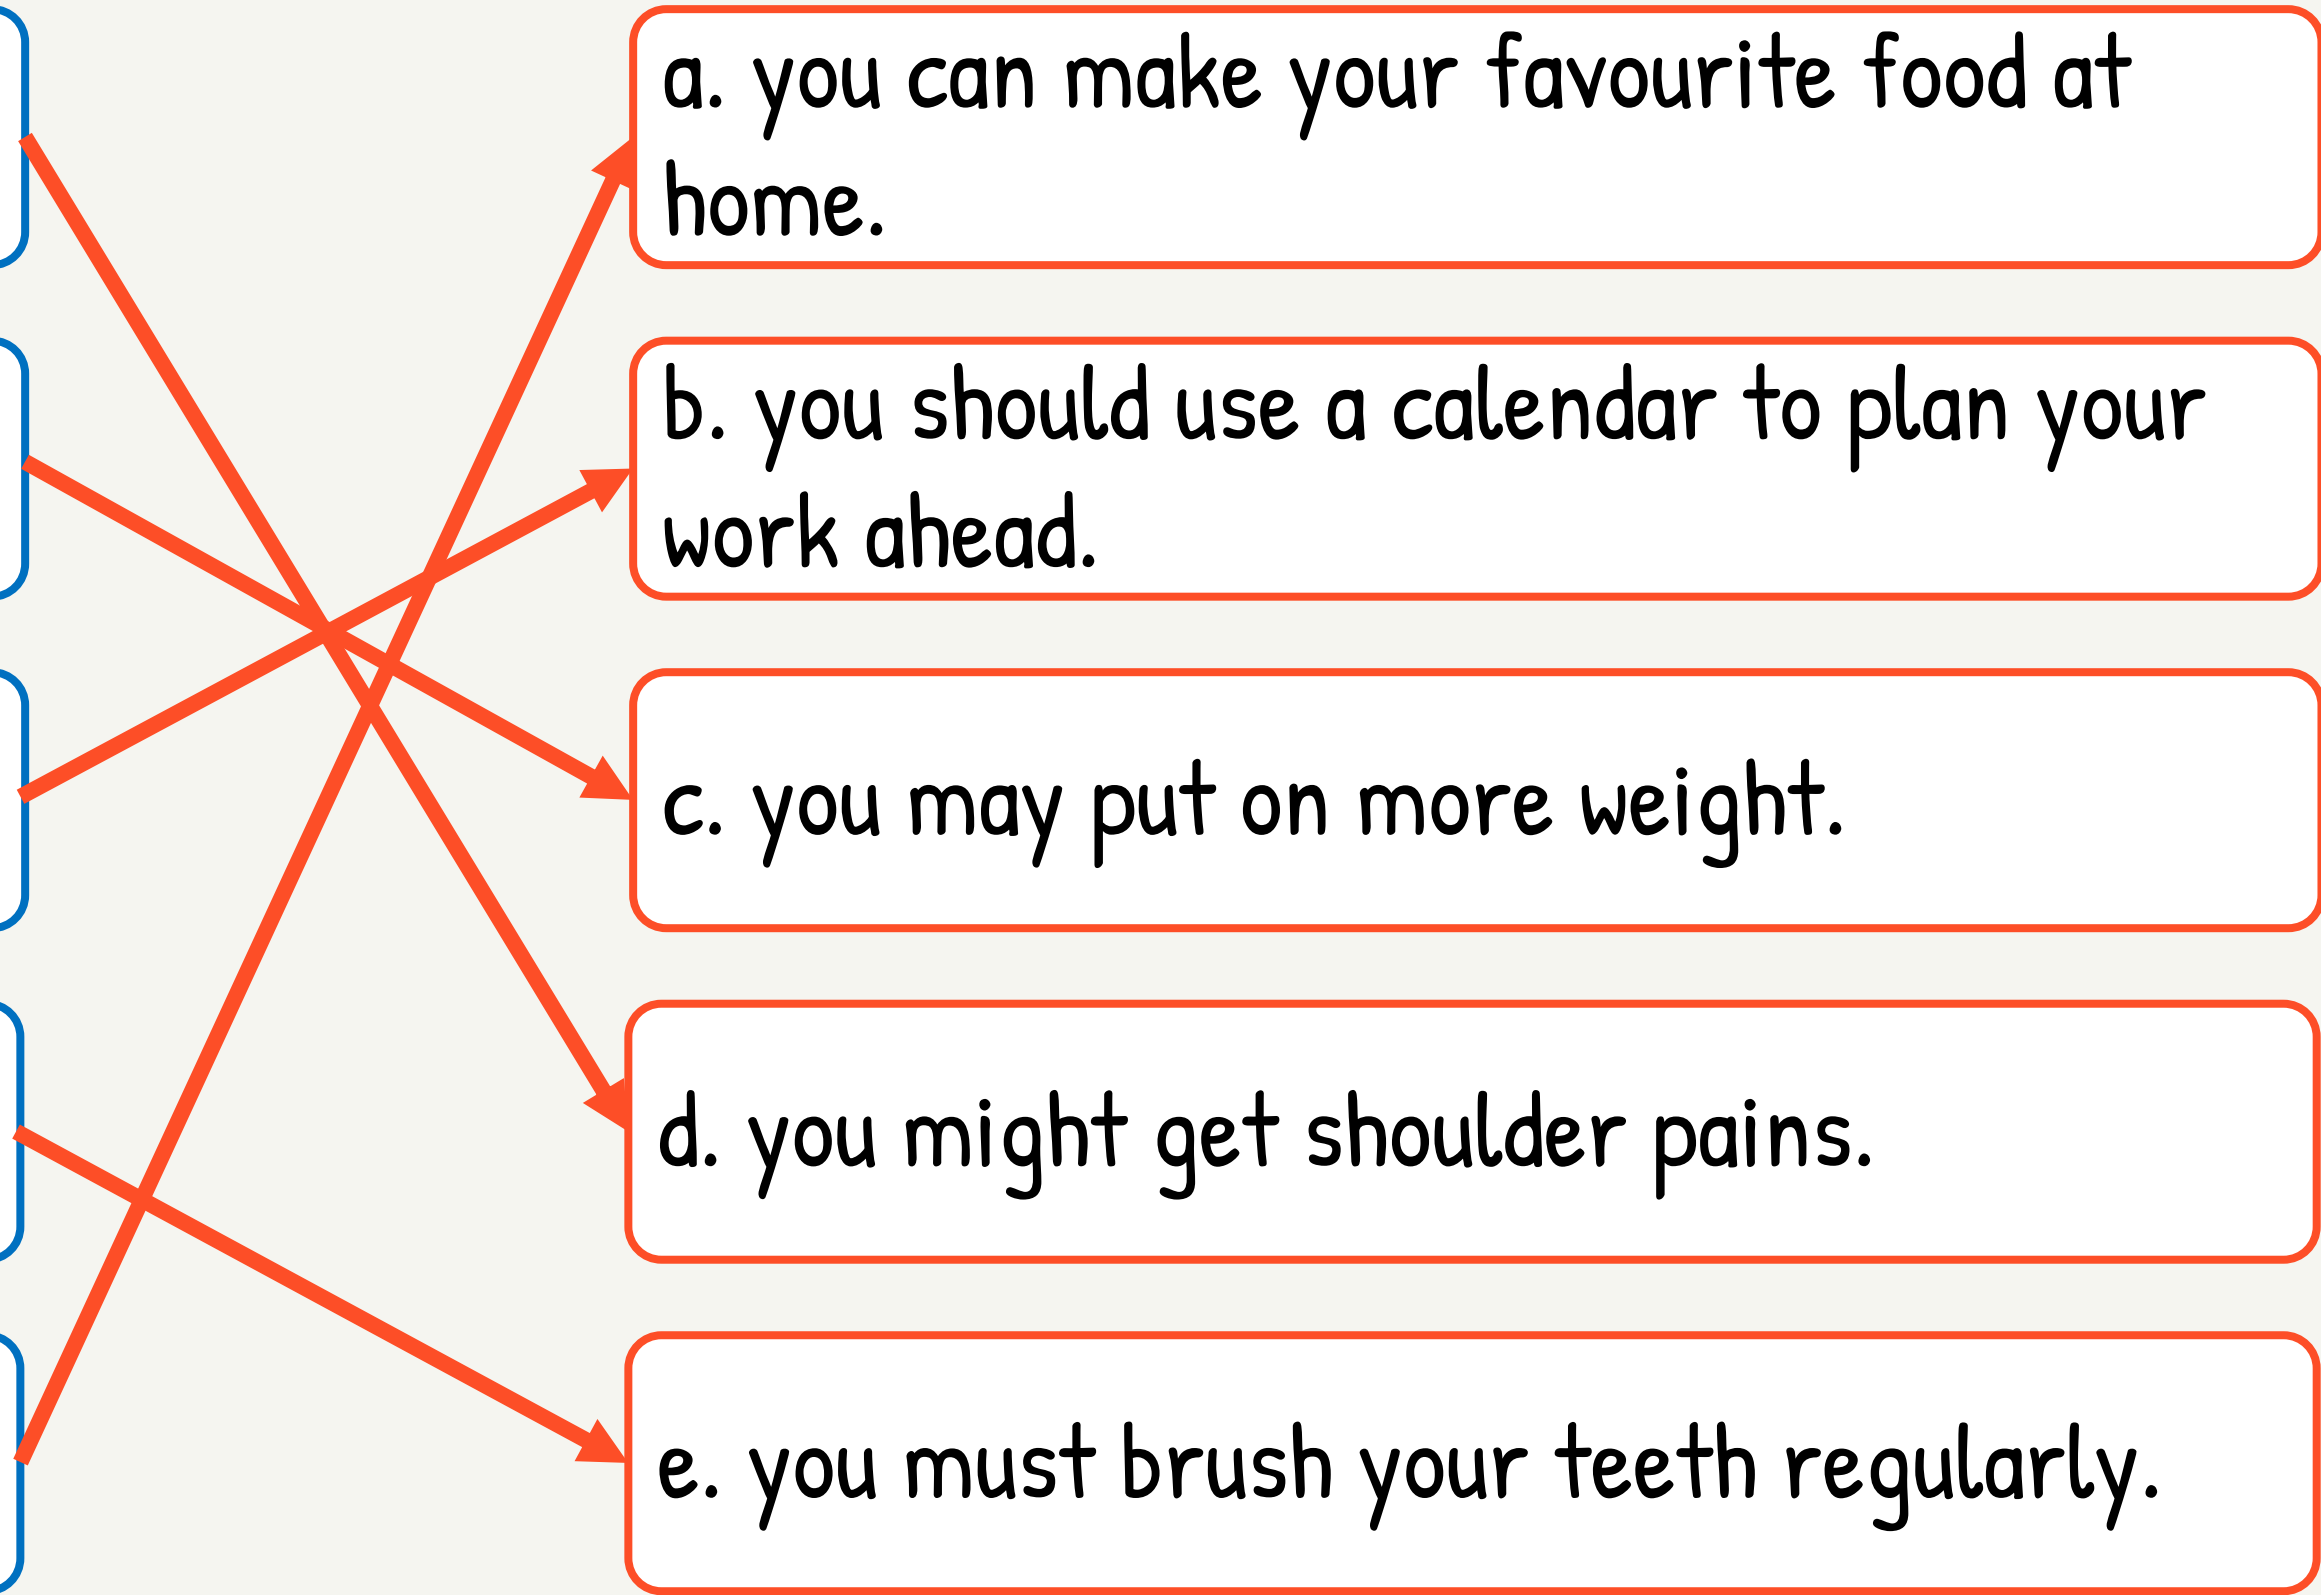 a. you can make your favourite food at
home.
b. you should use a calendar to plan your
work ahead.
c. you may put on more weight.
d. you might get shoulder pains.
e. you must brush your teeth regularly.